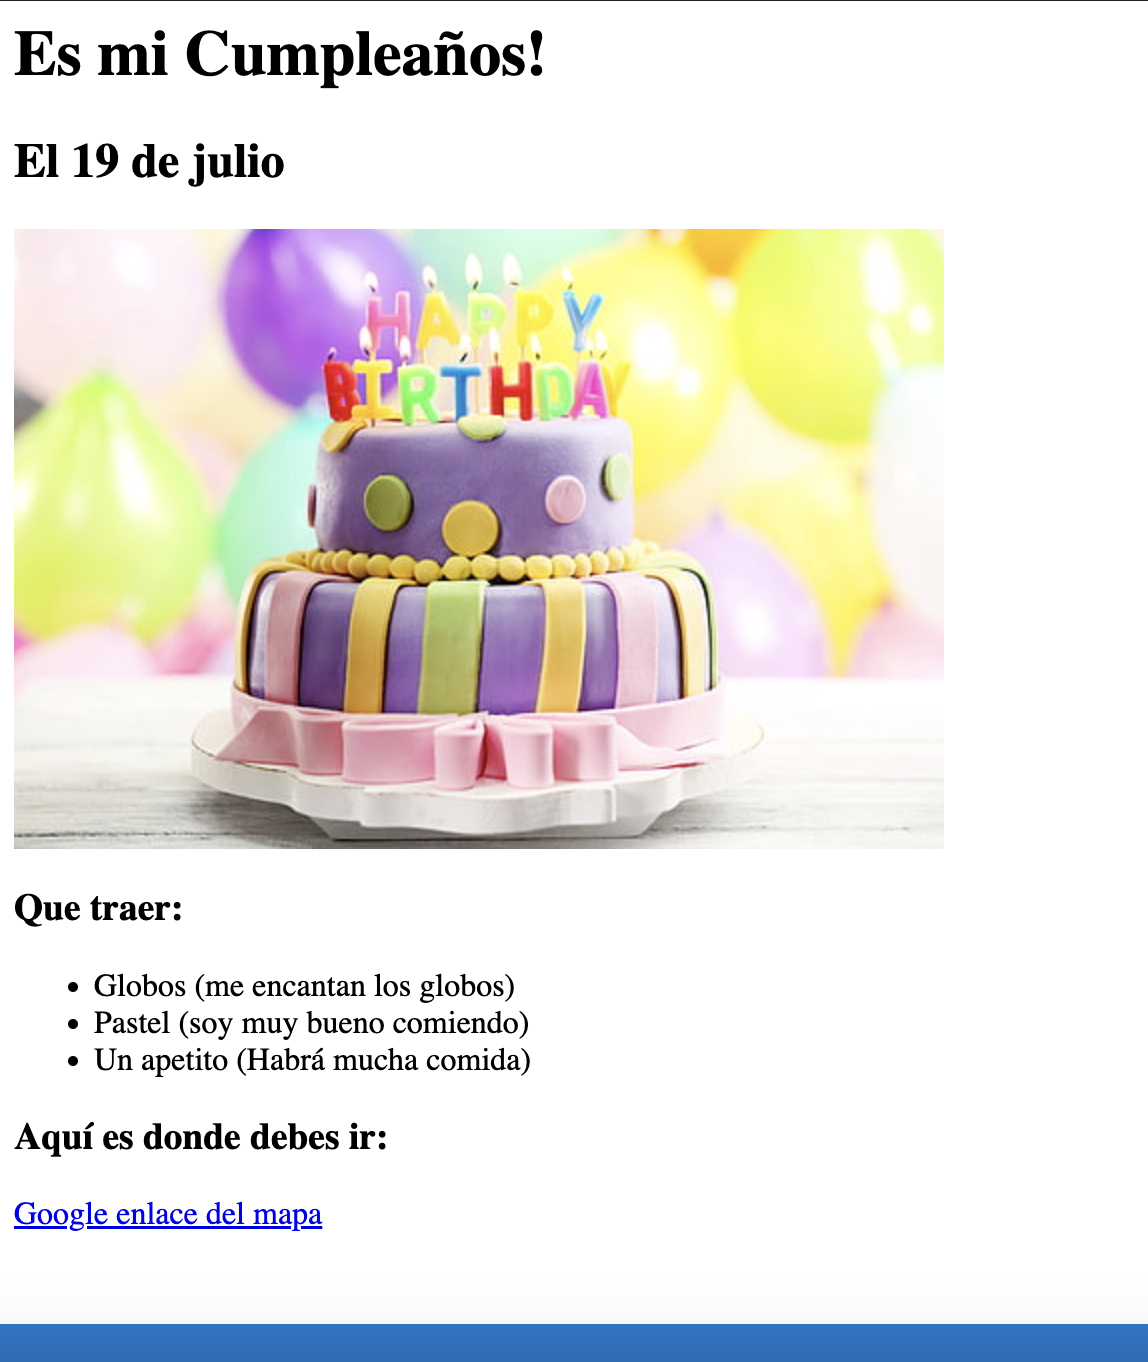 Es mi Cumpleaños!
El 19 de julio
HAPPY
BIRTHDAY
Que traer:
Globos (me encantan los globos)
Pastel (soy muy bueno comiendo)
Un apetito (Habrá mucha comida)
Aquí es donde debes ir:
Google enlace del mapa